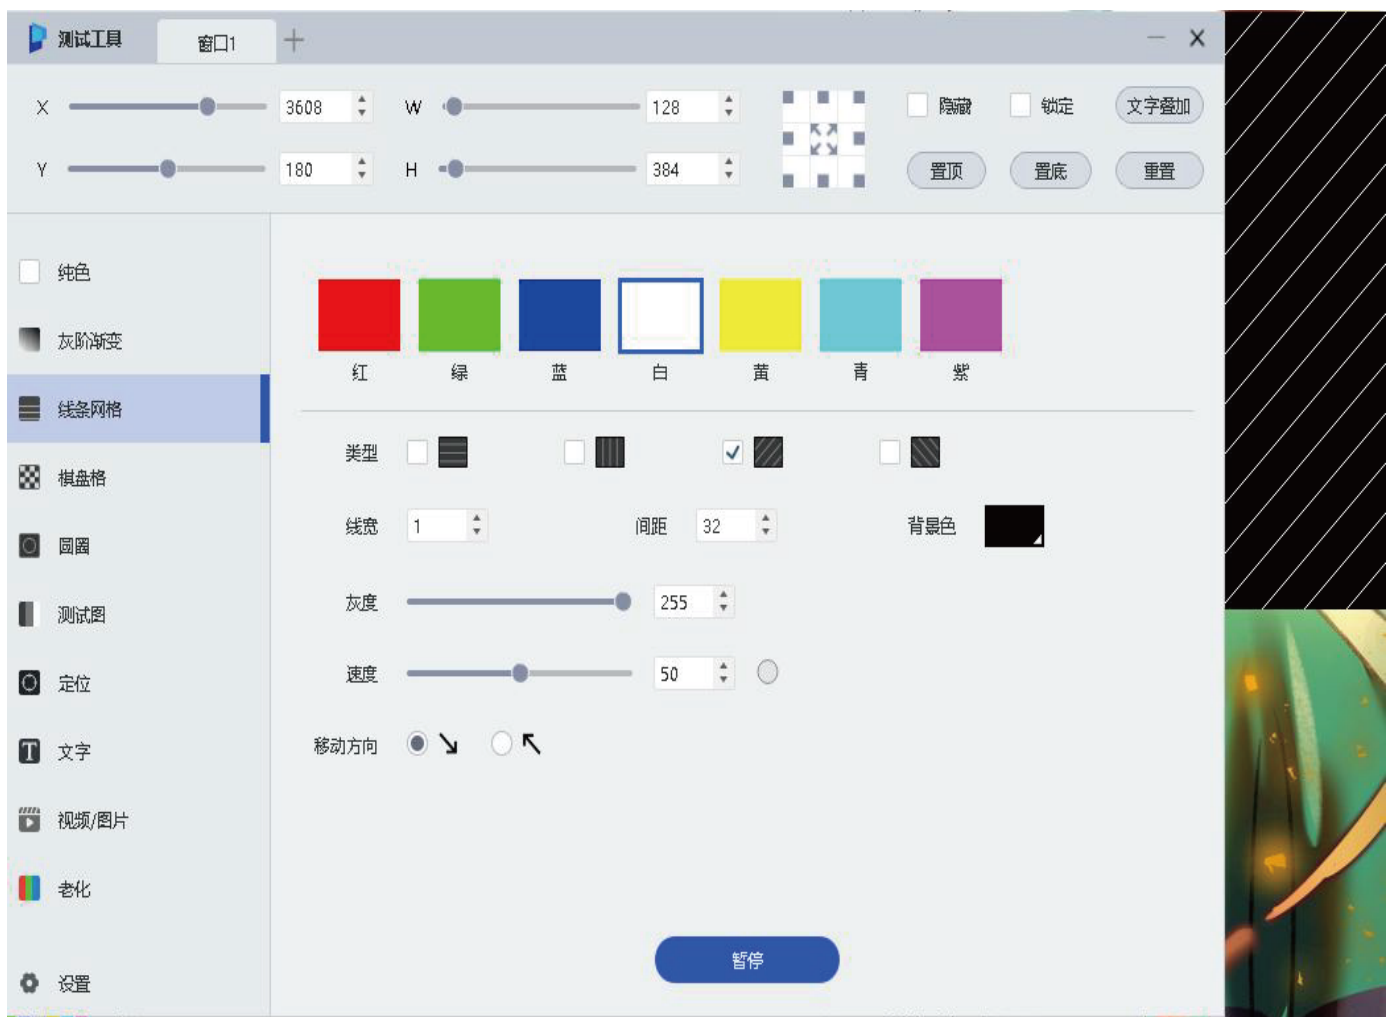 测试工具 窗口1
X 3608 W 128 隐藏 锁定 文字叠加
Y 180 H 384 置顶 置底 重置
纯色
灰阶渐变
线条网格
棋盘格
圆圈
测试图
定位
文字
视频/图片
老化
设置
红 绿 蓝 白 黄 青 紫
类型
线宽 1 间距 32 背景色
灰度 255
速度 50
移动方向
暂停